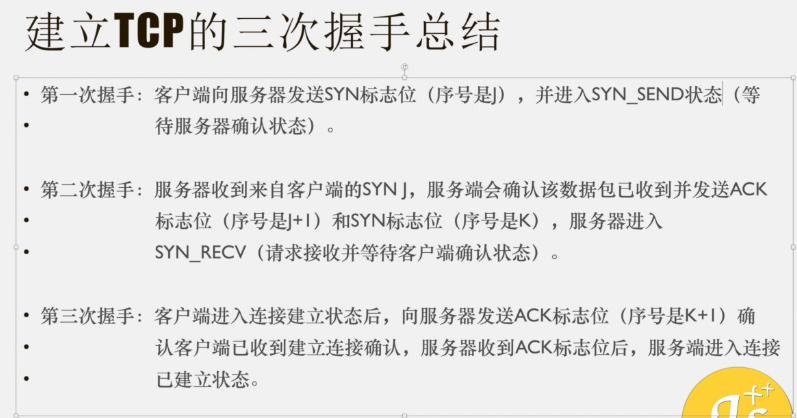 建立TCP的三次握手总结
• 第一次握手：客户端向服务器发送SYN标志位（序号是J），并进入SYN_SEND状态（等
• 待服务器确认状态）。
• 第二次握手：服务器收到来自客户端的SYN J，服务端会确认该数据包已收到并发送ACK
• 标志位（序号是J+1）和SYN标志位（序号是K），服务器进入
• SYN_RECV（请求接收并等待客户端确认状态）。
• 第三次握手：客户端进入连接建立状态后，向服务器发送ACK标志位（序号是K+1）确
• 认客户端已收到建立连接确认，服务器收到ACK标志位后，服务端进入连接
• 已建立状态。